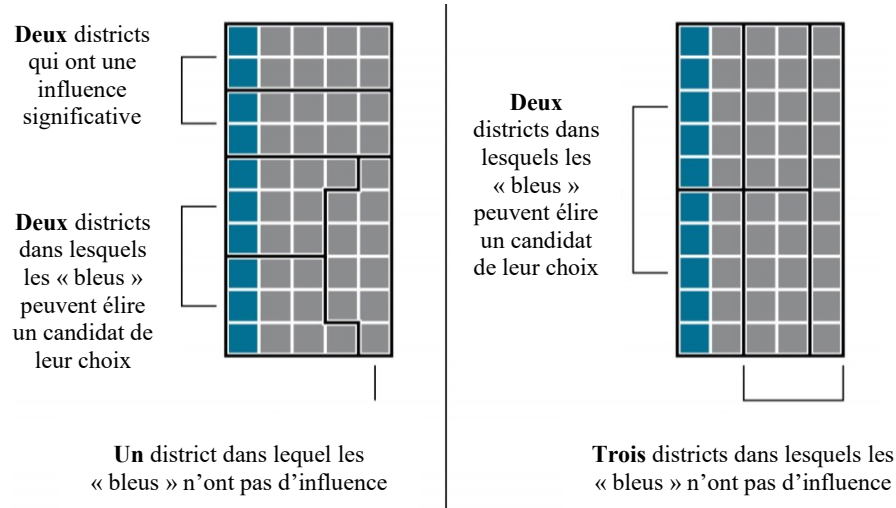 Deux districts
qui ont une
influence
significative
Deux districts
dans lesquels
les « bleus »
peuvent élire
un candidat de
leur choix
Un district dans lequel les
« bleus » n’ont pas d’influence
Deux
districts dans
lesquels les
« bleus »
peuvent élire
un candidat
de leur choix
Trois districts dans lesquels les
« bleus » n’ont pas d’influence